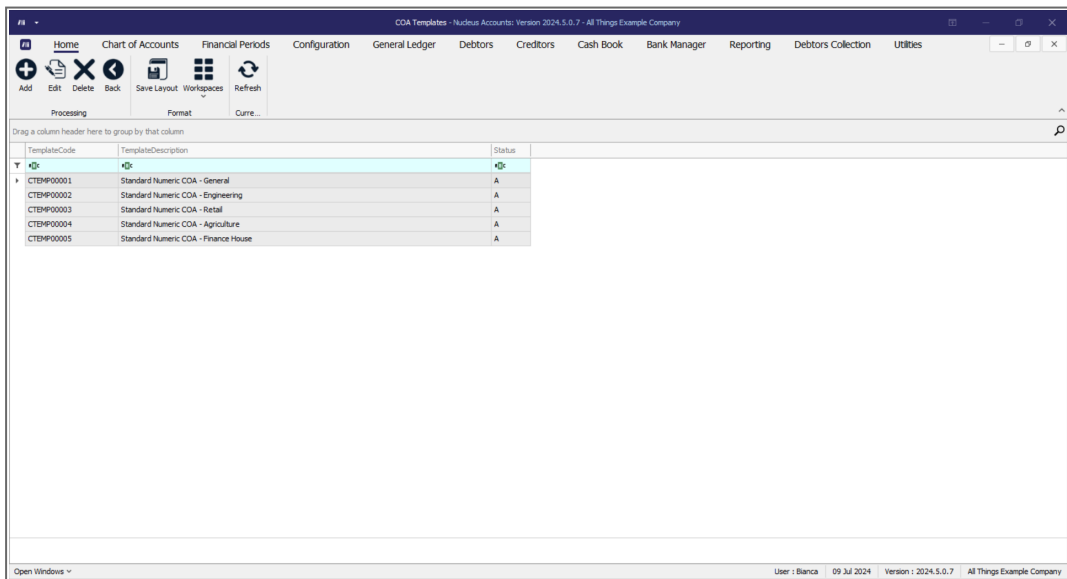 COA Templates - Nucleus Accounts: Version 2024.5.0.7 - All Things Example Company
Home Chart of Accounts Financial Periods Configuration General Ledger Debtors Creditors Cash Book Bank Manager Reporting Debtors Collection Utilities
Add Edit Delete Back Save Layout Workspaces Refresh
Processing Format Curre...
Drag a column header here to group by that column
TemplateCode TemplateDescription Status
CTEMP00001 Standard Numeric COA - General A
CTEMP00002 Standard Numeric COA - Engineering A
CTEMP00003 Standard Numeric COA - Retail A
CTEMP00004 Standard Numeric COA - Agriculture A
CTEMP00005 Standard Numeric COA - Finance House A
Open Windows User : Bianca 09 Jul 2024 Version : 2024.5.0.7 All Things Example Company